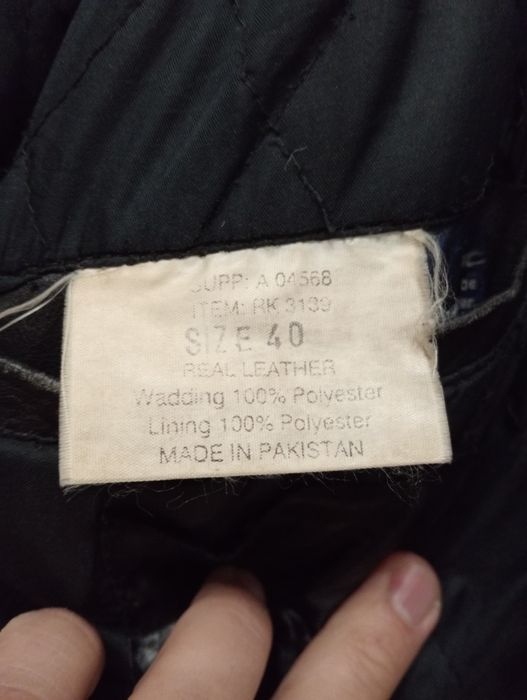 SUPP: A 04568
ITEM: RK 3139
SIZE 40
REAL LEATHER
Wadding 100% Polyester
Lining 100% Polyester
MADE IN PAKISTAN